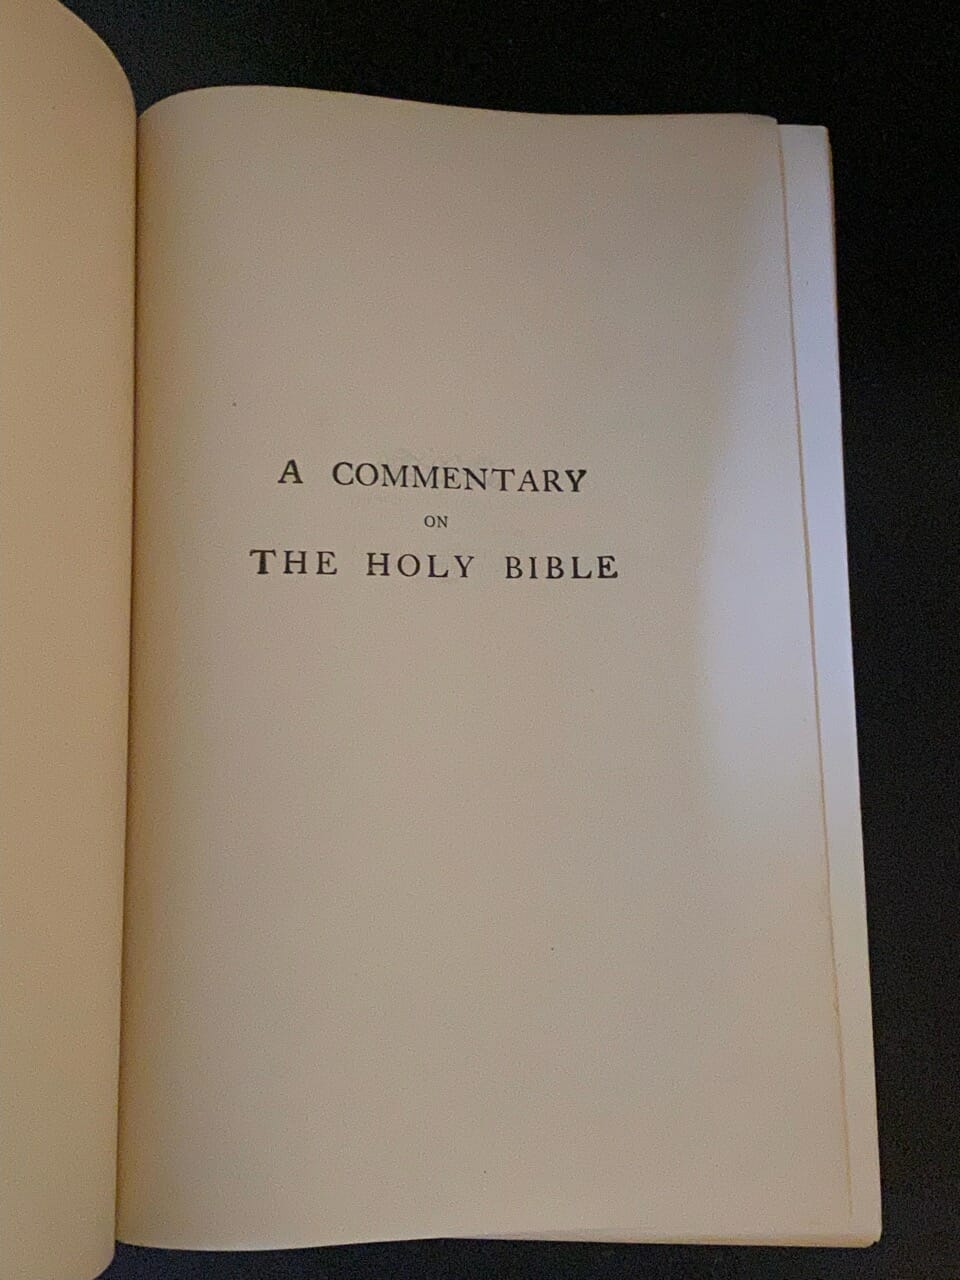 A COMMENTARY
ON
THE HOLY BIBLE